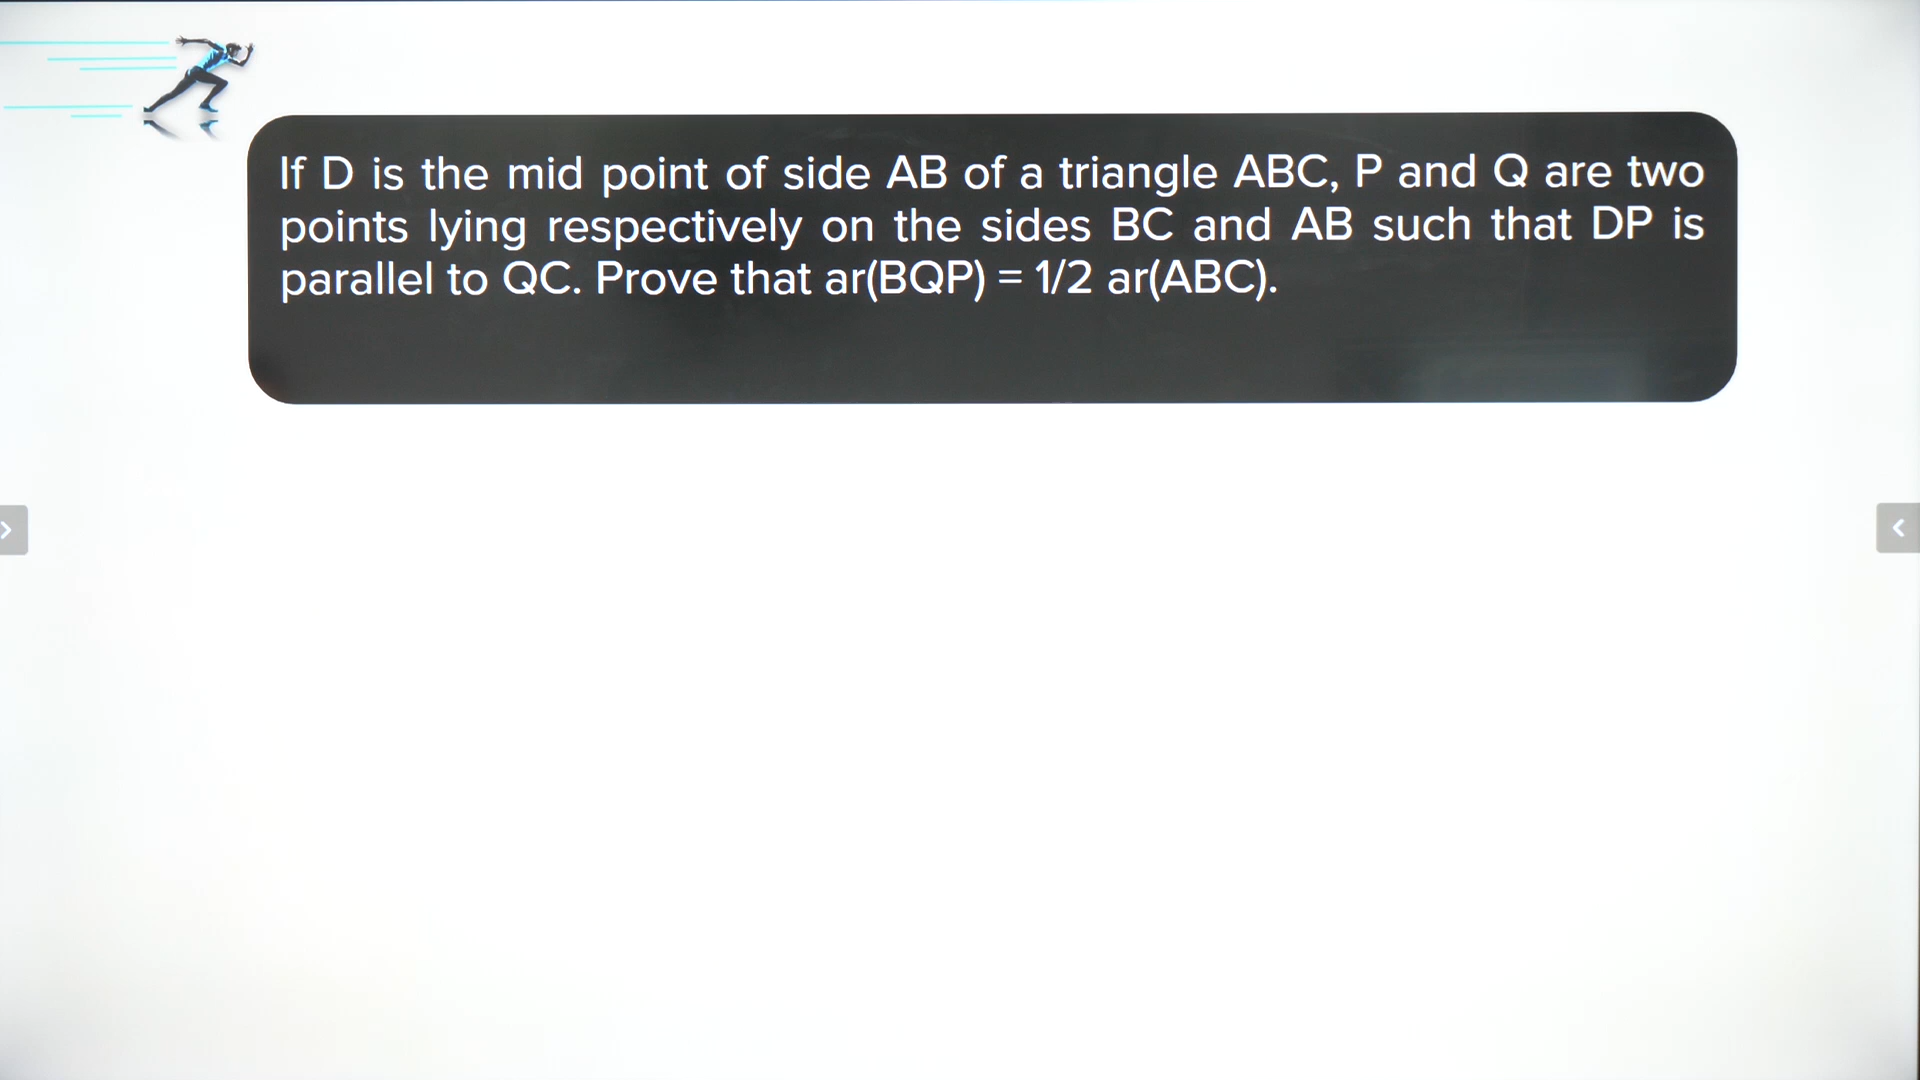 If D is the mid point of side AB of a triangle ABC, P and Q are two
points lying respectively on the sides BC and AB such that DP is
parallel to QC. Prove that ar(BQP) = 1/2 ar(ABC).